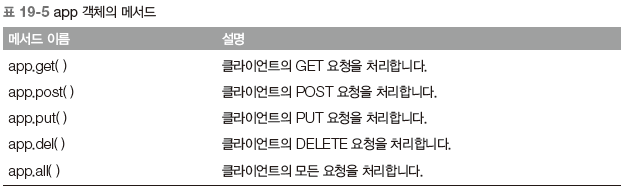 표 19-5 app 객체의 메서드
메서드 이름 설명
app.get( ) 클라이언트의 GET 요청을 처리합니다.
app.post( ) 클라이언트의 POST 요청을 처리합니다.
app.put( ) 클라이언트의 PUT 요청을 처리합니다.
app.del( ) 클라이언트의 DELETE 요청을 처리합니다.
app.all( ) 클라이언트의 모든 요청을 처리합니다.